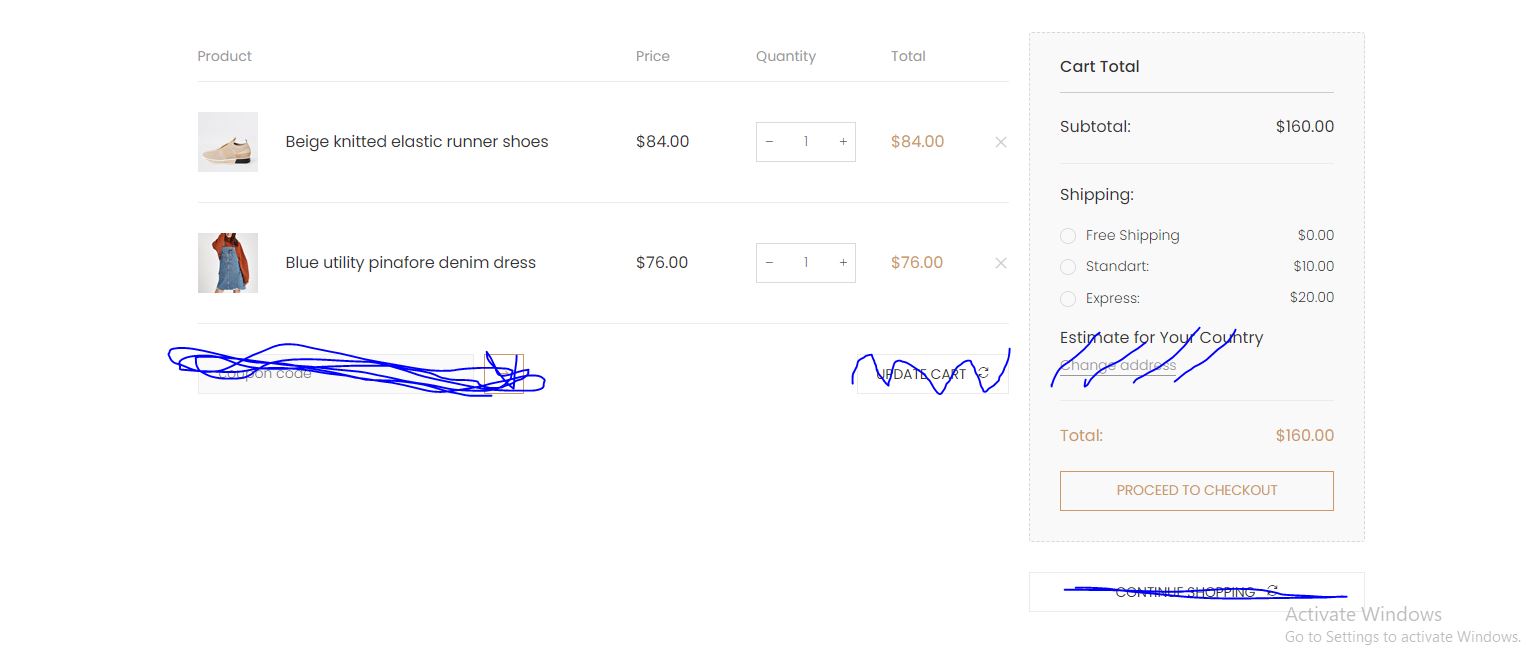 Product Price Quantity Total
Beige knitted elastic runner shoes $84.00 − 1 + $84.00 ×
Blue utility pinafore denim dress $76.00 − 1 + $76.00 ×
Coupon code
UPDATE CART
Cart Total
Subtotal: $160.00
Shipping:
Free Shipping $0.00
Standart: $10.00
Express: $20.00
Estimate for Your Country
Change address
Total: $160.00
PROCEED TO CHECKOUT
CONTINUE SHOPPING
Activate Windows
Go to Settings to activate Windows.